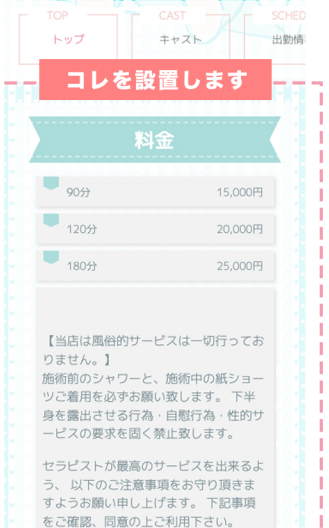 TOP
CAST
SCHED
トップ
キャスト
出勤情
コレを設置します
料金
90分 15,000円
120分 20,000円
180分 25,000円
【当店は風俗的サービスは一切行ってお
りません。】
施術前のシャワーと、施術中の紙ショー
ツご着用を必ずお願い致します。 下半
身を露出させる行為・自慰行為・性的サ
ービスの要求を固く禁止致します。
セラピストが最高のサービスを出来るよ
う、 以下のご注意事項をお守り頂きま
すようお願い申し上げます。 下記事項
をご確認、同意の上ご利用下さい。